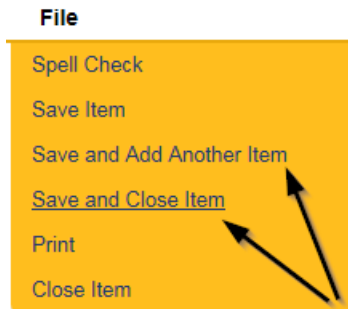 File
Spell Check
Save Item
Save and Add Another Item
Save and Close Item
Print
Close Item